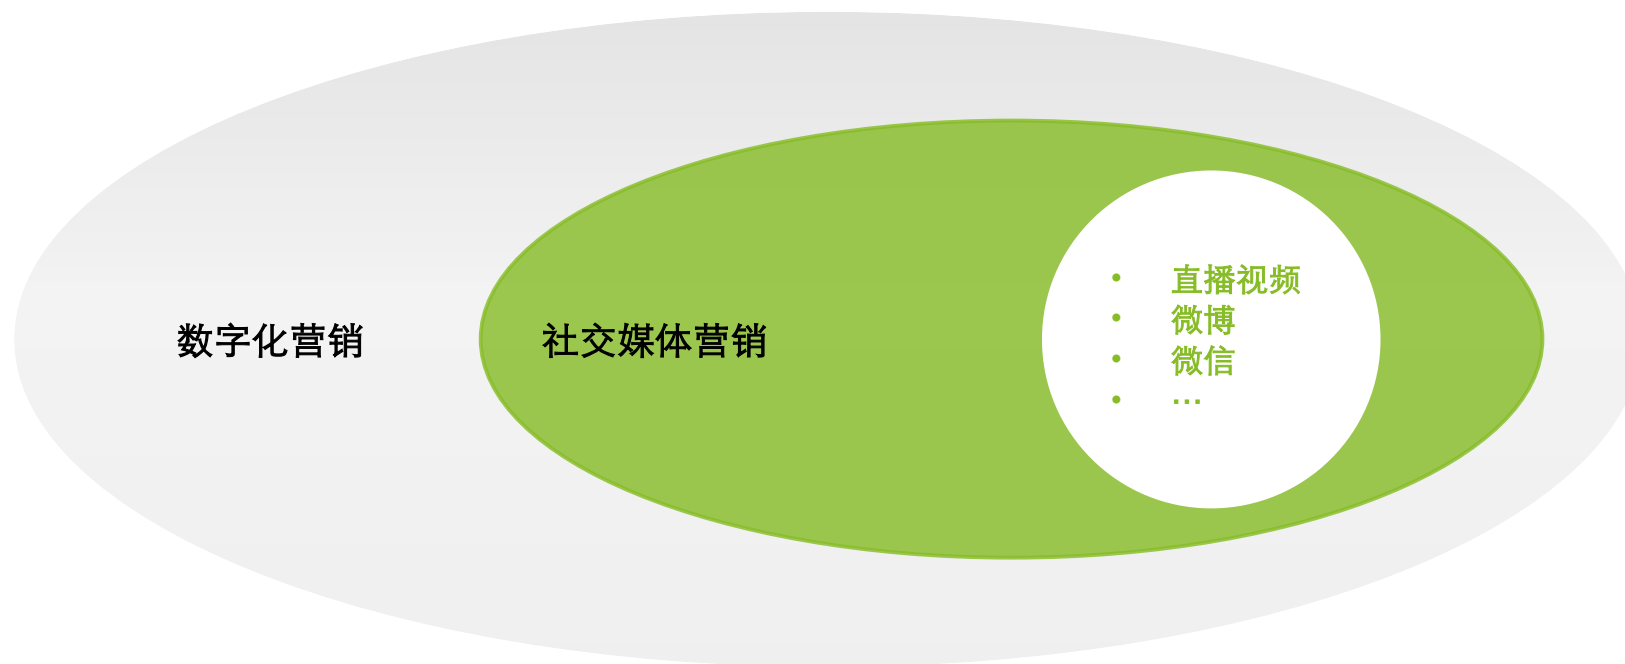 数字化营销
社交媒体营销
• 直播视频
• 微博
• 微信
• …